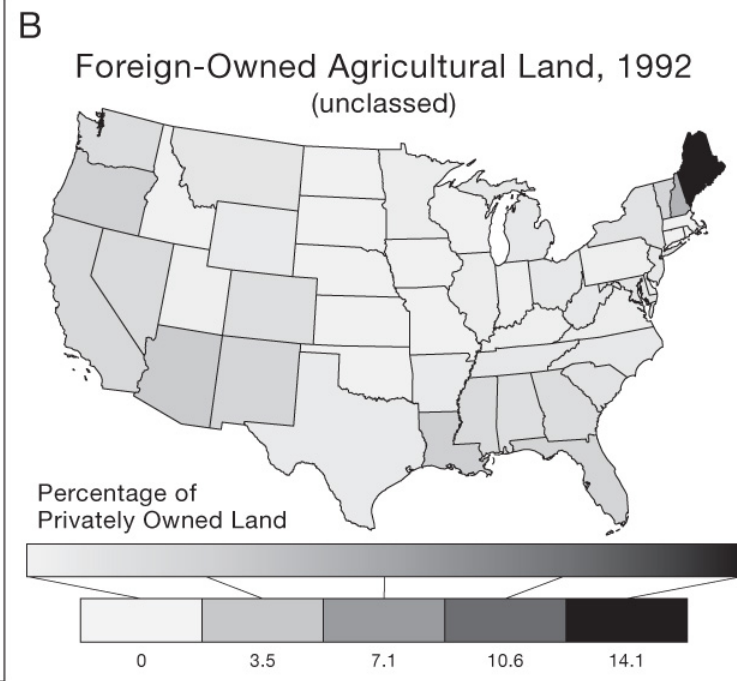 B
Foreign-Owned Agricultural Land, 1992
(unclassed)
Percentage of
Privately Owned Land
0 3.5 7.1 10.6 14.1